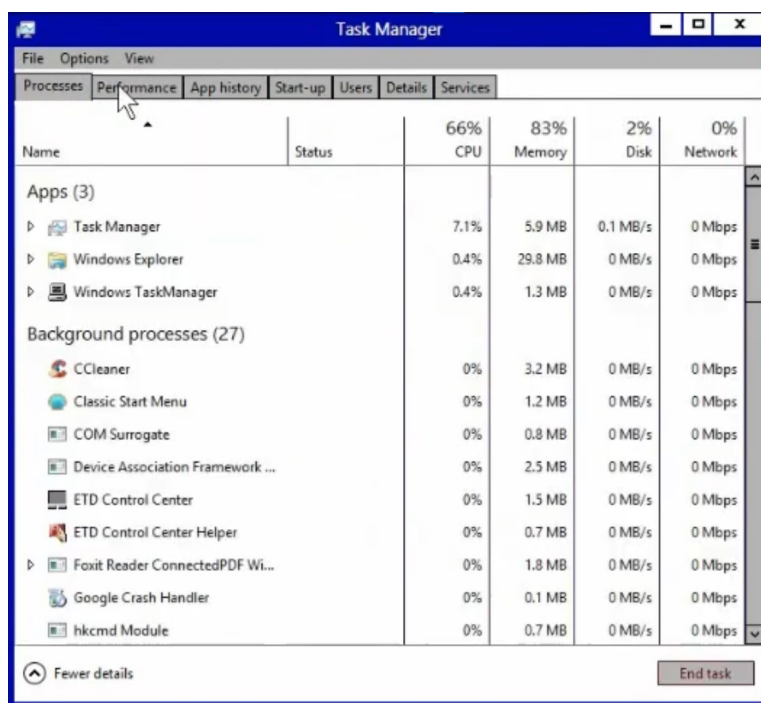 Task Manager
File Options View
Processes Performance App history Start-up Users Details Services
66% 83% 2% 0%
Name Status CPU Memory Disk Network
Apps (3)
Task Manager 7.1% 5.9 MB 0.1 MB/s 0 Mbps
Windows Explorer 0.4% 29.8 MB 0 MB/s 0 Mbps
Windows TaskManager 0.4% 1.3 MB 0 MB/s 0 Mbps
Background processes (27)
CCleaner 0% 3.2 MB 0 MB/s 0 Mbps
Classic Start Menu 0% 1.2 MB 0 MB/s 0 Mbps
COM Surrogate 0% 0.8 MB 0 MB/s 0 Mbps
Device Association Framework ... 0% 2.5 MB 0 MB/s 0 Mbps
ETD Control Center 0% 1.5 MB 0 MB/s 0 Mbps
ETD Control Center Helper 0% 0.7 MB 0 MB/s 0 Mbps
Foxit Reader ConnectedPDF Wi... 0% 1.8 MB 0 MB/s 0 Mbps
Google Crash Handler 0% 0.1 MB 0 MB/s 0 Mbps
hkcmd Module 0% 0.7 MB 0 MB/s 0 Mbps
Fewer details End task